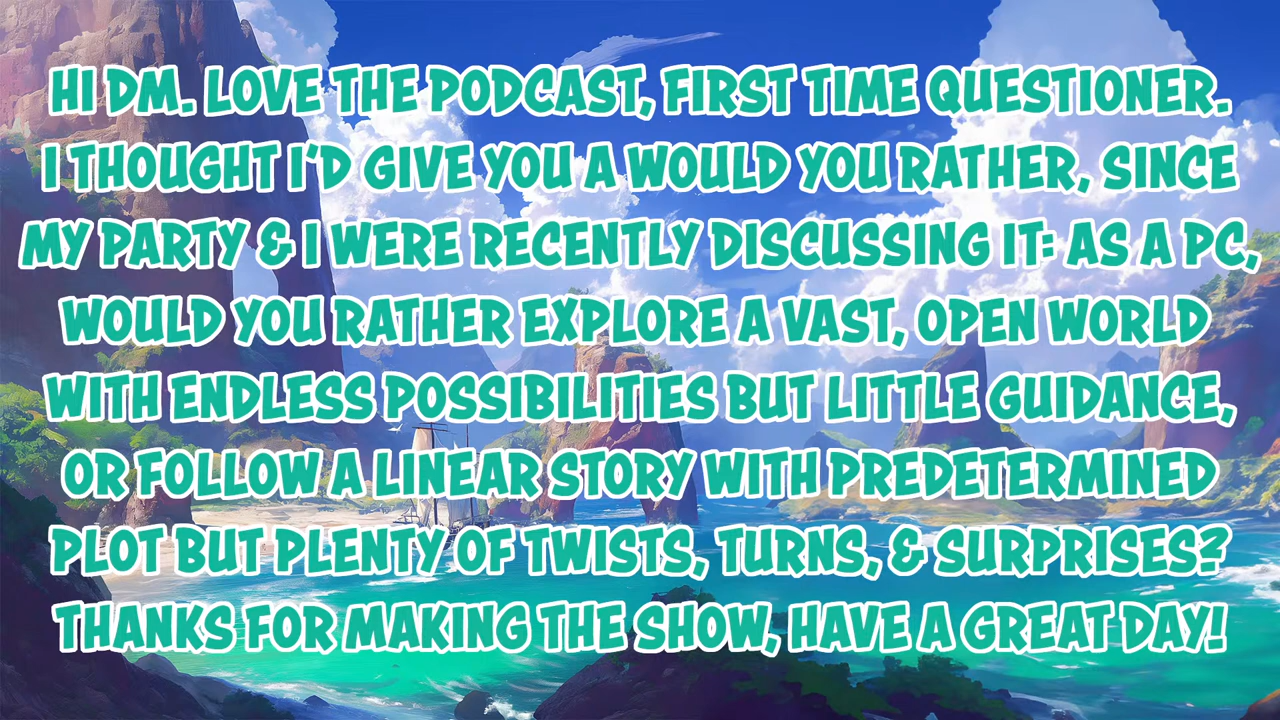 HI DM. LOVE THE PODCAST, FIRST TIME QUESTIONER.
I THOUGHT I'D GIVE YOU A WOULD YOU RATHER, SINCE
MY PARTY & I WERE RECENTLY DISCUSSING IT: AS A PC,
WOULD YOU RATHER EXPLORE A VAST, OPEN WORLD
WITH ENDLESS POSSIBILITIES BUT LITTLE GUIDANCE,
OR FOLLOW A LINEAR STORY WITH PREDETERMINED
PLOT BUT PLENTY OF TWISTS, TURNS, & SURPRISES?
THANKS FOR MAKING THE SHOW, HAVE A GREAT DAY!